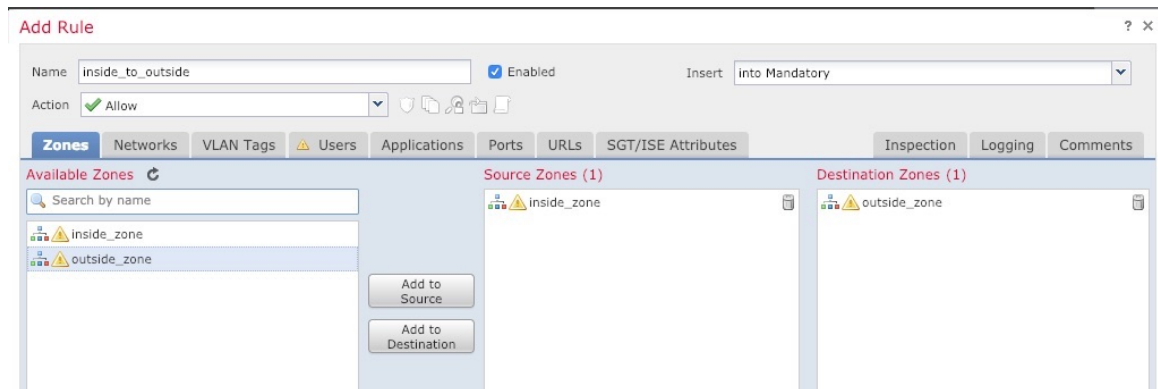 Add Rule ? ×
Name inside_to_outside Enabled Insert into Mandatory
Action Allow
Zones Networks VLAN Tags Users Applications Ports URLs SGT/ISE Attributes Inspection Logging Comments
Available Zones Source Zones (1) Destination Zones (1)
Search by name inside_zone outside_zone
inside_zone
outside_zone
Add to
Source
Add to
Destination